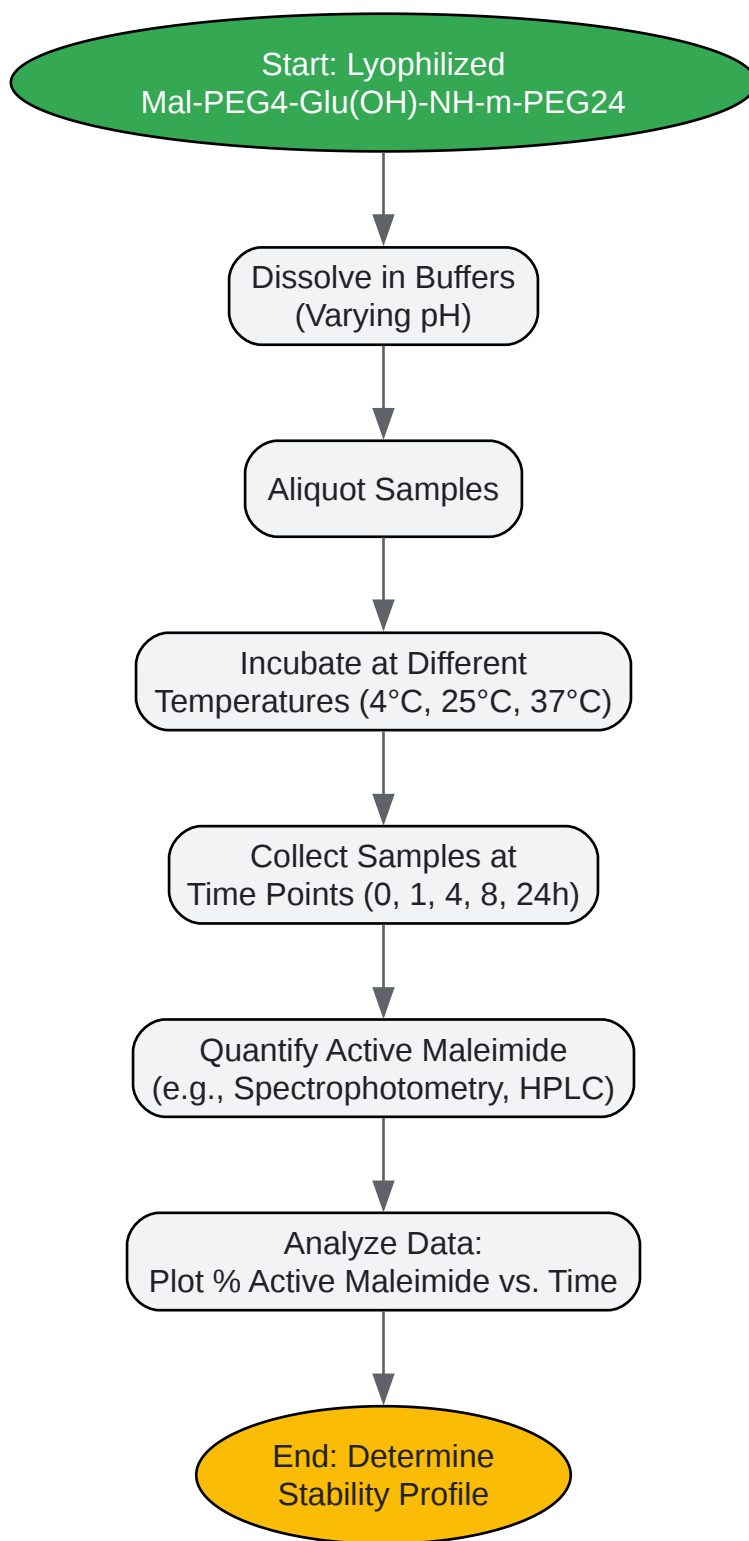 Start: Lyophilized
Mal-PEG4-Glu(OH)-NH-m-PEG24
Dissolve in Buffers
(Varying pH)
Aliquot Samples
Incubate at Different
Temperatures (4°C, 25°C, 37°C)
Collect Samples at
Time Points (0, 1, 4, 8, 24h)
Quantify Active Maleimide
(e.g., Spectrophotometry, HPLC)
Analyze Data:
Plot % Active Maleimide vs. Time
End: Determine
Stability Profile